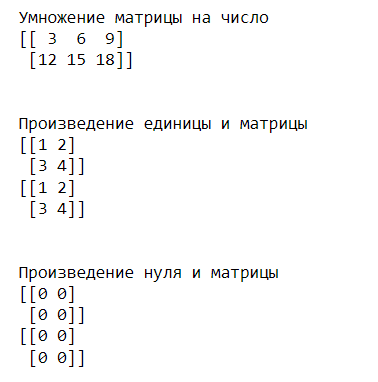 Умножение матрицы на число
[[ 3  6  9]
 [12 15 18]]
Произведение единицы и матрицы
[[1 2]
 [3 4]]
[[1 2]
 [3 4]]
Произведение нуля и матрицы
[[0 0]
 [0 0]]
[[0 0]
 [0 0]]